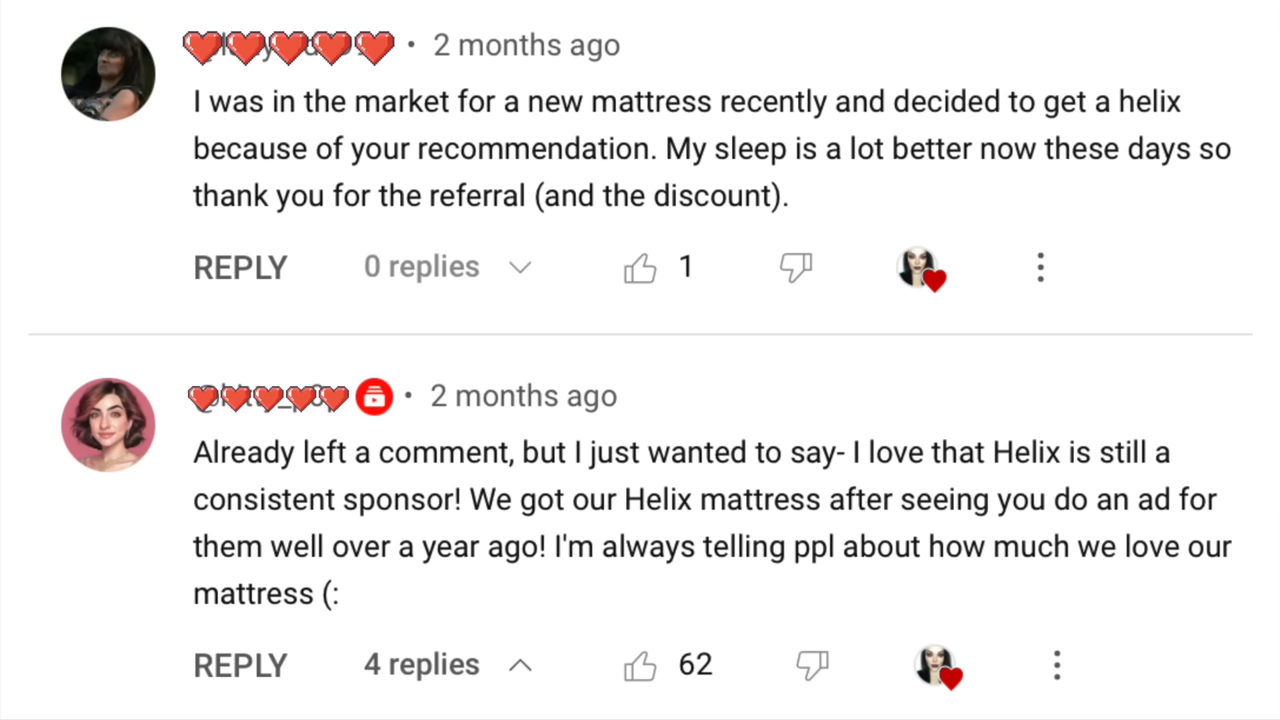 • 2 months ago
I was in the market for a new mattress recently and decided to get a helix
because of your recommendation. My sleep is a lot better now these days so
thank you for the referral (and the discount).
REPLY 0 replies 1
• 2 months ago
Already left a comment, but I just wanted to say- I love that Helix is still a
consistent sponsor! We got our Helix mattress after seeing you do an ad for
them well over a year ago! I'm always telling ppl about how much we love our
mattress (:
REPLY 4 replies 62